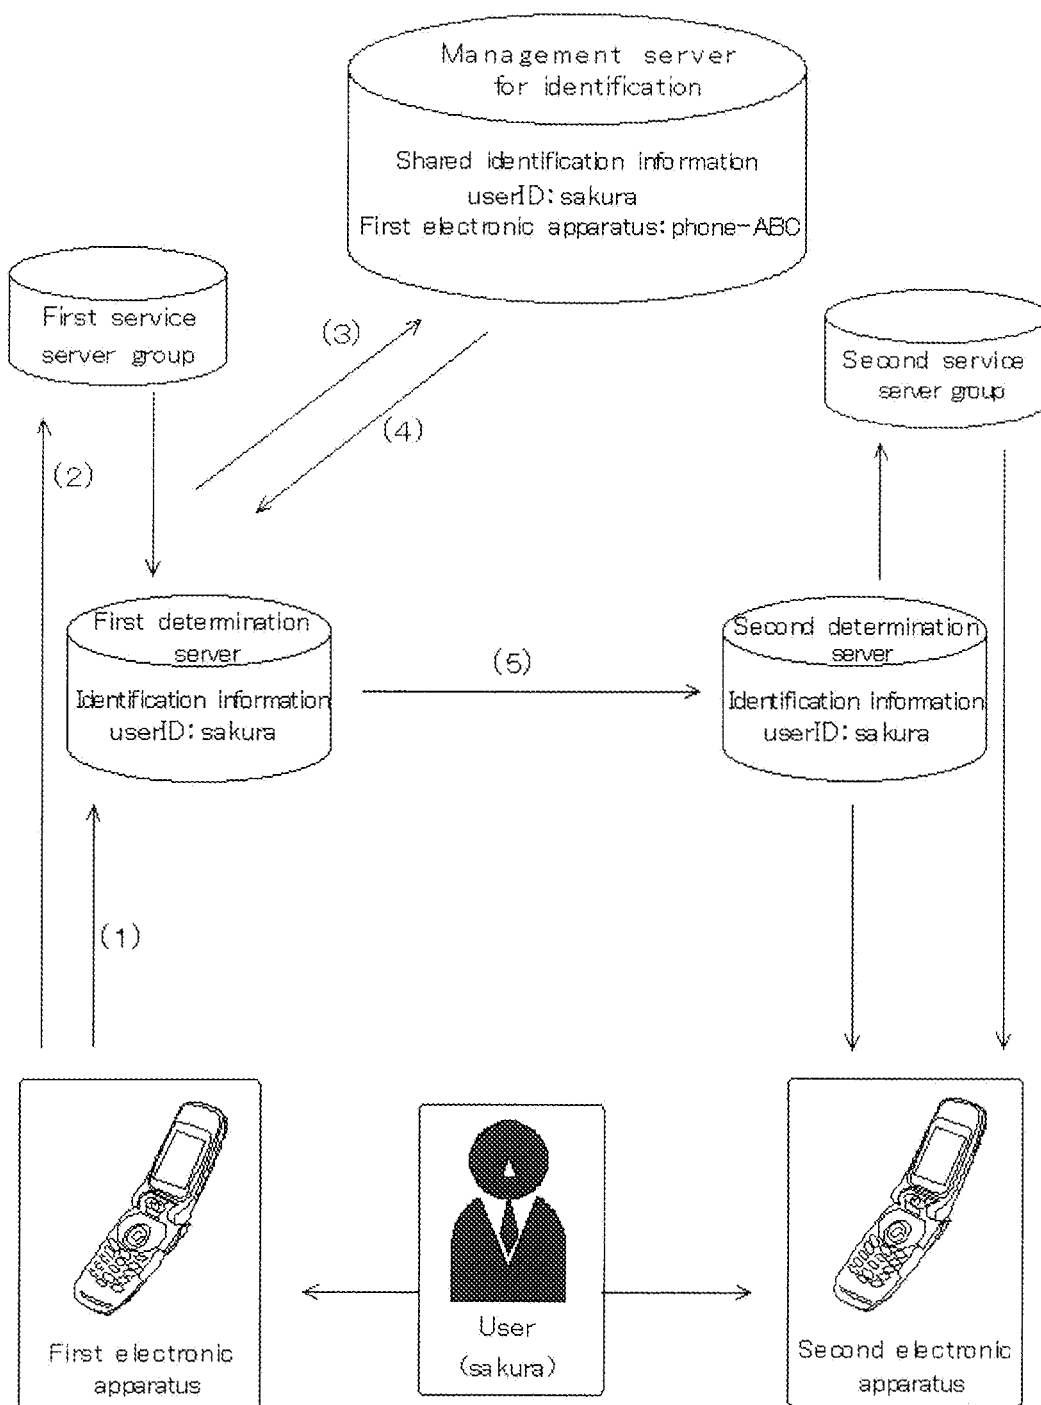 Management server
for identification
Shared identification information
userID:sakura
First electronic apparatus:phone-ABC
First service
server group
(3)
Second service
server group
(4)
(2)
First determination
server
Identification information
userID:sakura
(5)
Second determination
server
Identification information
userID:sakura
(1)
First electronic
apparatus
User
(sakura)
Second electronic
apparatus